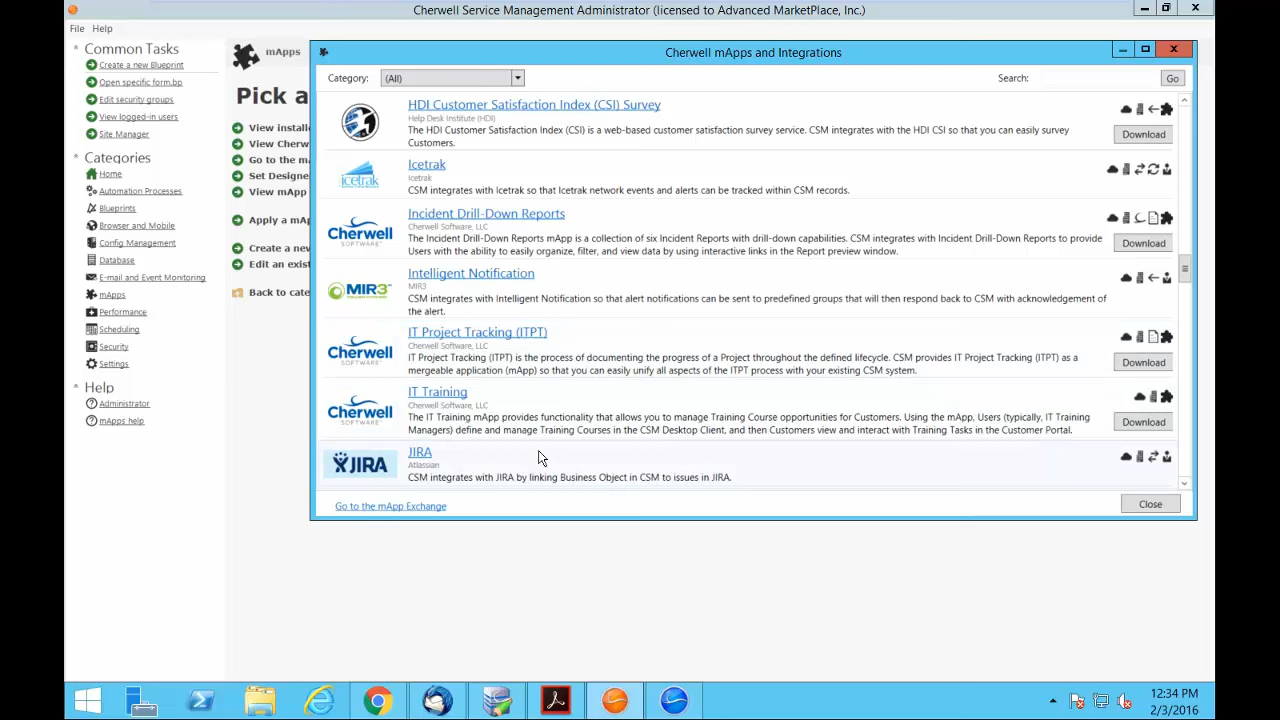 Cherwell Service Management Administrator (licensed to Advanced MarketPlace, Inc.)
File Help
Common Tasks
Create a new Blueprint
Open specific form.bp
Edit security groups
View logged-in users
Site Manager
Categories
Home
Automation Processes
Blueprints
Browser and Mobile
Config Management
Database
E-mail and Event Monitoring
mApps
Performance
Scheduling
Security
Settings
Help
Administrator
mApps help
mApps
Pick a
View install
View Cherw
Go to the m
Set Designe
View mApp
Apply a mAp
Create a new
Edit an exist
Back to cate
Cherwell mApps and Integrations
Category: (All) Search: Go
HDI Customer Satisfaction Index (CSI) Survey
Help Desk Institute (HDI)
The HDI Customer Satisfaction Index (CSI) is a web-based customer satisfaction survey service. CSM integrates with the HDI CSI so that you can easily survey
Customers.
Download
icetrak
Icetrak
Icetrak
CSM integrates with Icetrak so that Icetrak network events and alerts can be tracked within CSM records.
Cherwell
SOFTWARE
Incident Drill-Down Reports
Cherwell Software, LLC
The Incident Drill-Down Reports mApp is a collection of six Incident Reports with drill-down capabilities. CSM integrates with Incident Drill-Down Reports to provide
Users with the ability to easily organize, filter, and view data by using interactive links in the Report preview window.
Download
MIR3
Intelligent Notification
MIR3
CSM integrates with Intelligent Notification so that alert notifications can be sent to predefined groups that will then respond back to CSM with acknowledgement of
the alert.
Cherwell
SOFTWARE
IT Project Tracking (ITPT)
Cherwell Software, LLC
IT Project Tracking (ITPT) is the process of documenting the progress of a Project throughout the defined lifecycle. CSM provides IT Project Tracking (ITPT) as a
mergeable application (mApp) so that you can easily unify all aspects of the ITPT process with your existing CSM system.
Download
Cherwell
SOFTWARE
IT Training
Cherwell Software, LLC
The IT Training mApp provides functionality that allows you to manage Training Course opportunities for Customers. Using the mApp, Users (typically, IT Training
Managers) define and manage Training Courses in the CSM Desktop Client, and then Customers view and interact with Training Tasks in the Customer Portal.
Download
JIRA
JIRA
Atlassian
CSM integrates with JIRA by linking Business Object in CSM to issues in JIRA.
Go to the mApp Exchange
Close
12:34 PM
2/3/2016